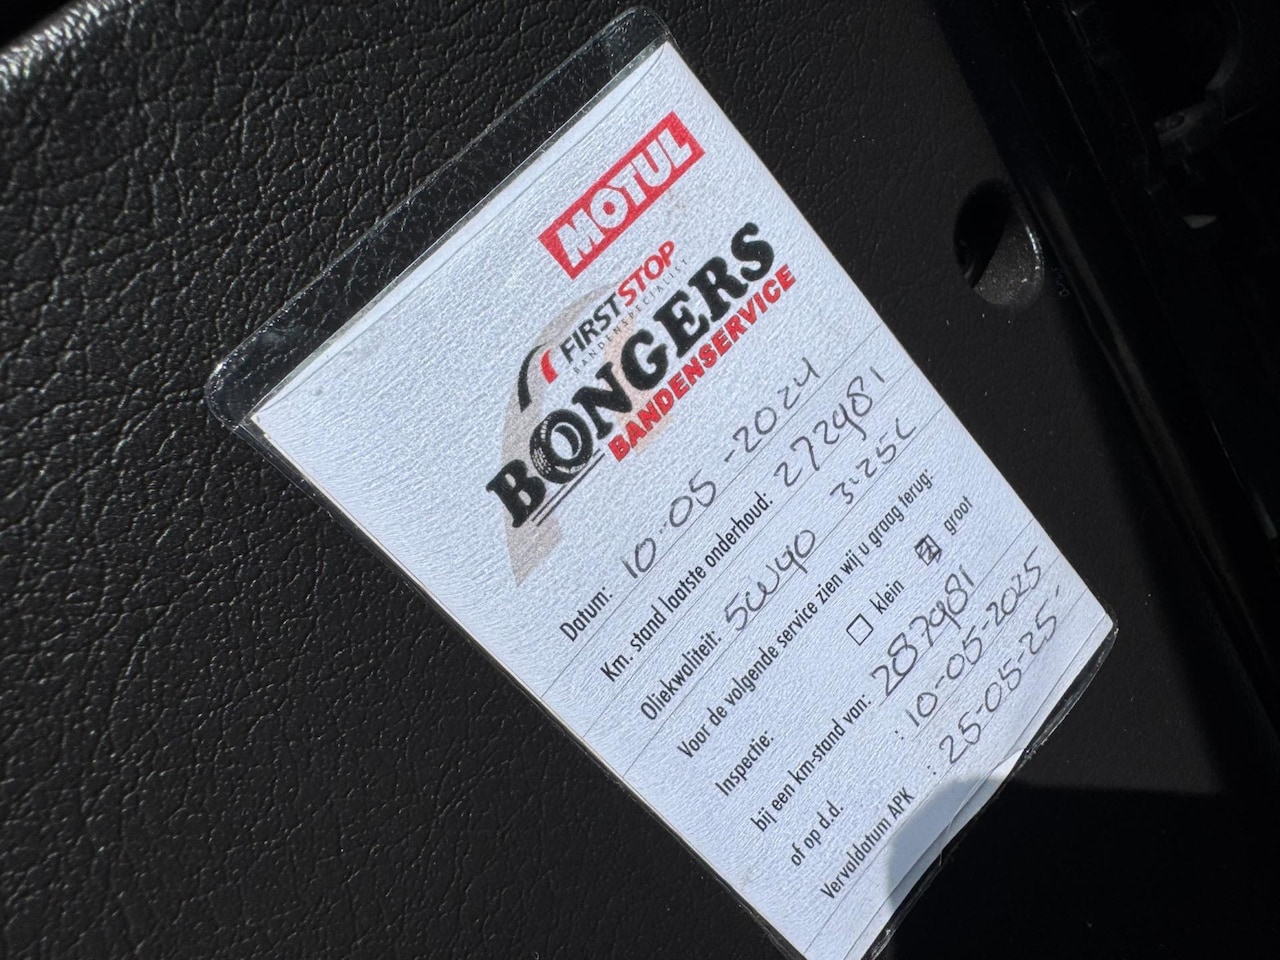 MOTUL
FIRST STOP
BANDENSPECIALIST
BONGERS
BANDENSERVICE
Datum: 10-05-2024
Km. stand laatste onderhoud: 272981
Oliekwaliteit: 5W40 3.25L
Voor de volgende service zien wij u graag terug:
Inspectie: klein groot
bij een km-stand van: 287981
of op d.d. : 10-05-2025
Vervaldatum APK : 25-05-25.